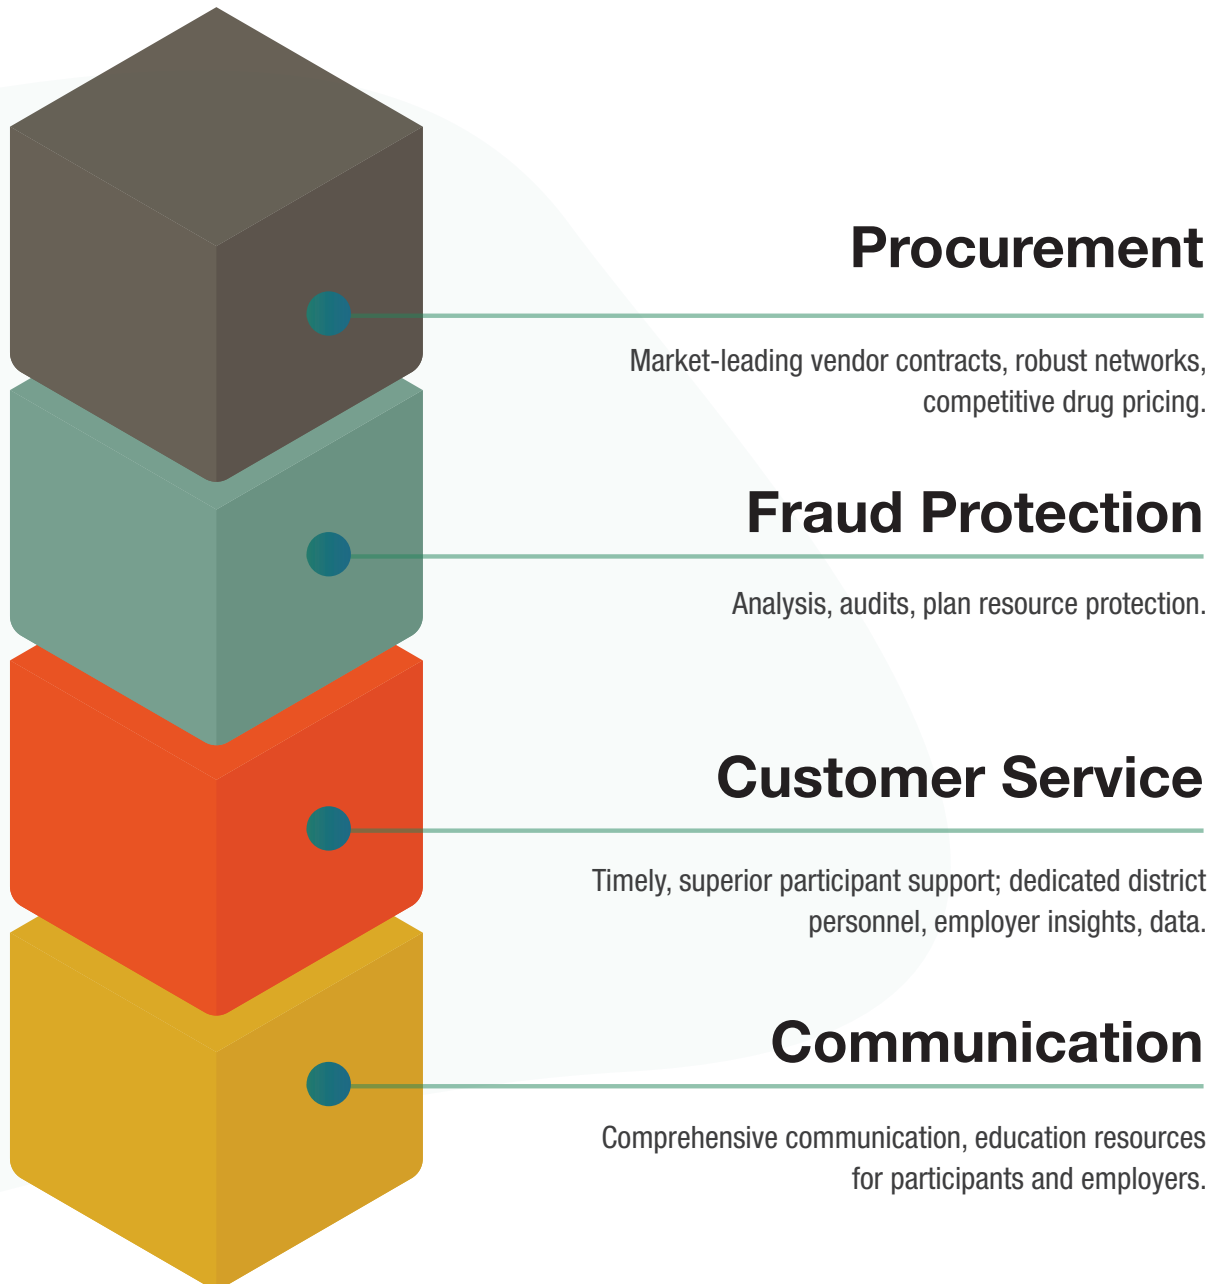 Procurement
Market-leading vendor contracts, robust networks,
competitive drug pricing.
Fraud Protection
Analysis, audits, plan resource protection.
Customer Service
Timely, superior participant support; dedicated district
personnel, employer insights, data.
Communication
Comprehensive communication, education resources
for participants and employers.